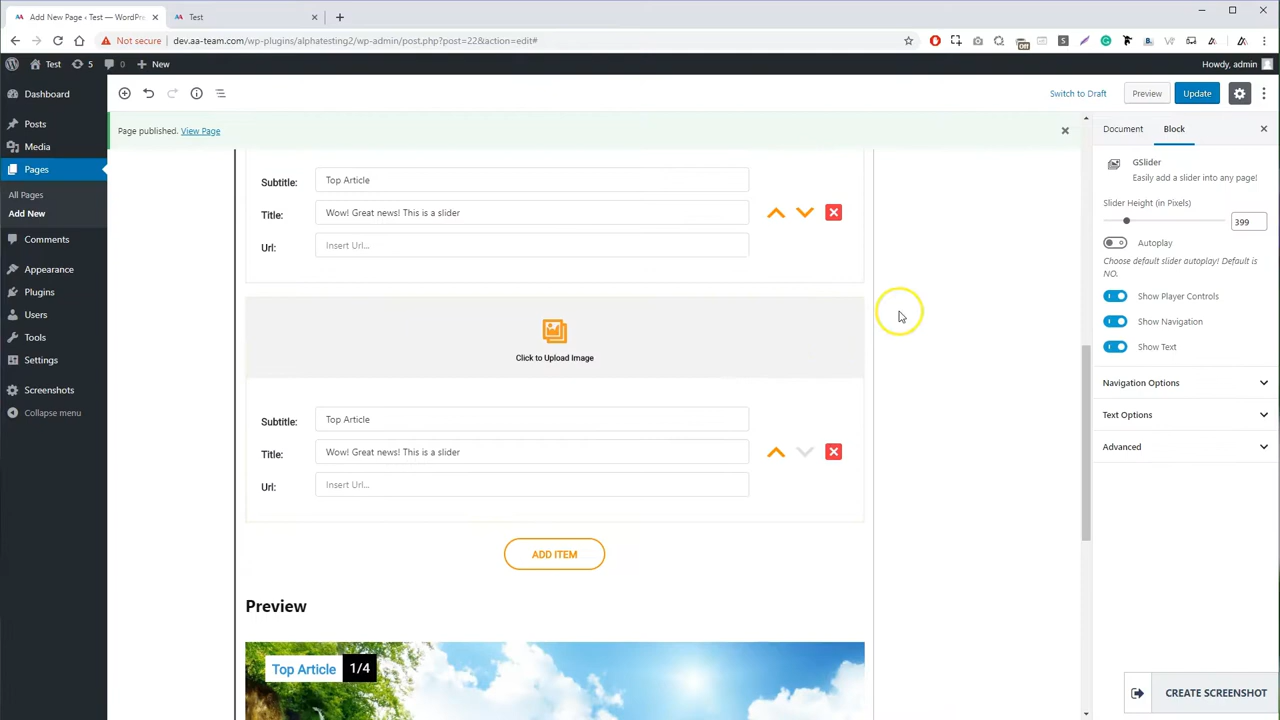 Add New Page ‹ Test — WordPr
Test
Not secure
dev.aa-team.com/wp-plugins/alphatesting2/wp-admin/post.php?post=22&action=edit#
Off
Test
5
New
Howdy, admin
Dashboard
Posts
Media
Pages
All Pages
Add New
Comments
Appearance
Plugins
Users
Tools
Settings
Screenshots
Collapse menu
Switch to Draft
Preview
Update
Page published. View Page
Subtitle:
Top Article
Title:
Wow! Great news! This is a slider
Url:
Insert Url...
Click to Upload Image
Subtitle:
Top Article
Title:
Wow! Great news! This is a slider
Url:
Insert Url...
ADD ITEM
Preview
Top Article
1/4
Document
Block
GSlider
Easily add a slider into any page!
Slider Height (in Pixels)
399
Autoplay
Choose default slider autoplay! Default is
NO.
Show Player Controls
Show Navigation
Show Text
Navigation Options
Text Options
Advanced
CREATE SCREENSHOT